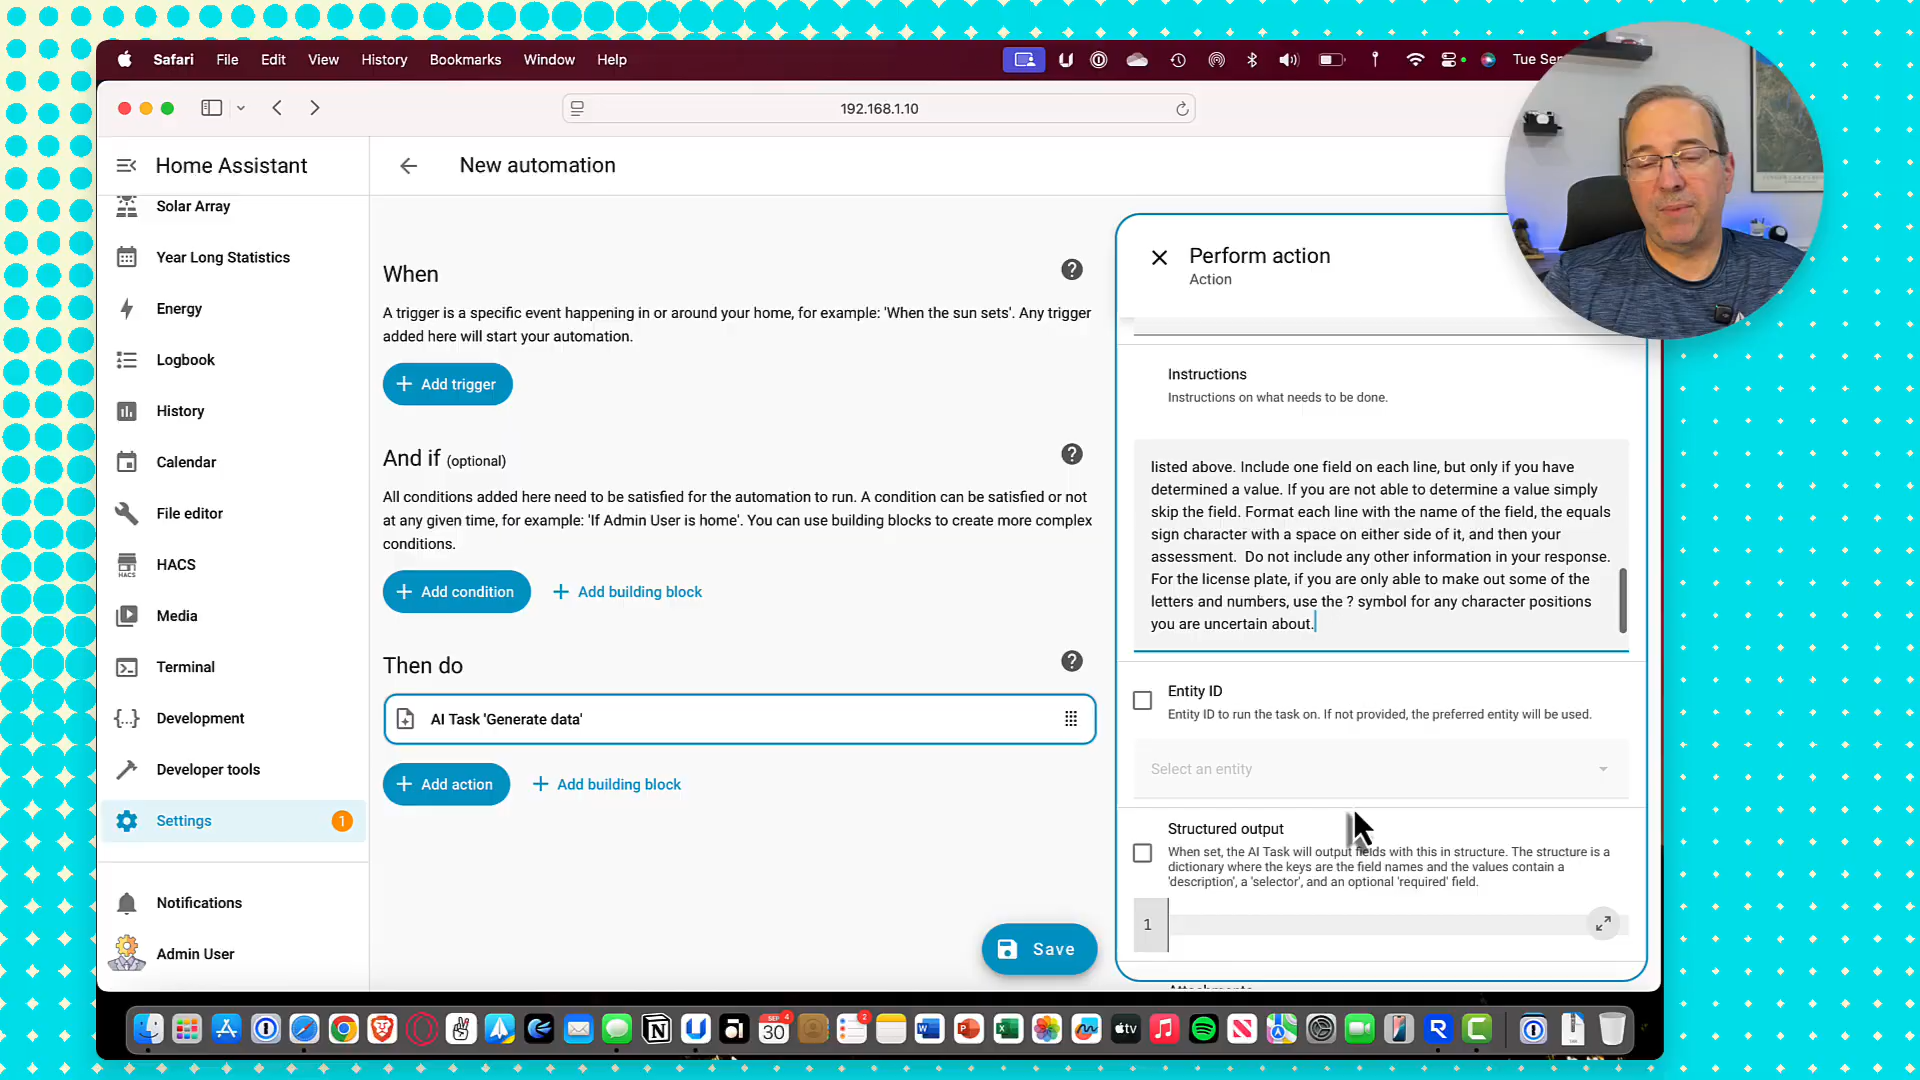 Safari File Edit View History Bookmarks Window Help
Tue Sep
192.168.1.10
Home Assistant
Solar Array
Year Long Statistics
Energy
Logbook
History
Calendar
File editor
HACS
HACS
Media
Terminal
Development
Developer tools
Settings 1
Notifications
Admin User
New automation
When
A trigger is a specific event happening in or around your home, for example: 'When the sun sets'. Any trigger
added here will start your automation.
+ Add trigger
And if (optional)
All conditions added here need to be satisfied for the automation to run. A condition can be satisfied or not
at any given time, for example: 'If Admin User is home'. You can use building blocks to create more complex
conditions.
+ Add condition + Add building block
Then do
AI Task 'Generate data'
+ Add action + Add building block
Save
Perform action
Action
Instructions
Instructions on what needs to be done.
listed above. Include one field on each line, but only if you have
determined a value. If you are not able to determine a value simply
skip the field. Format each line with the name of the field, the equals
sign character with a space on either side of it, and then your
assessment. Do not include any other information in your response.
For the license plate, if you are only able to make out some of the
letters and numbers, use the ? symbol for any character positions
you are uncertain about.
Entity ID
Entity ID to run the task on. If not provided, the preferred entity will be used.
Select an entity
Structured output
When set, the AI Task will output fields with this in structure. The structure is a
dictionary where the keys are the field names and the values contain a
'description', a 'selector', and an optional 'required' field.
1
SEP 4
30
2
tv